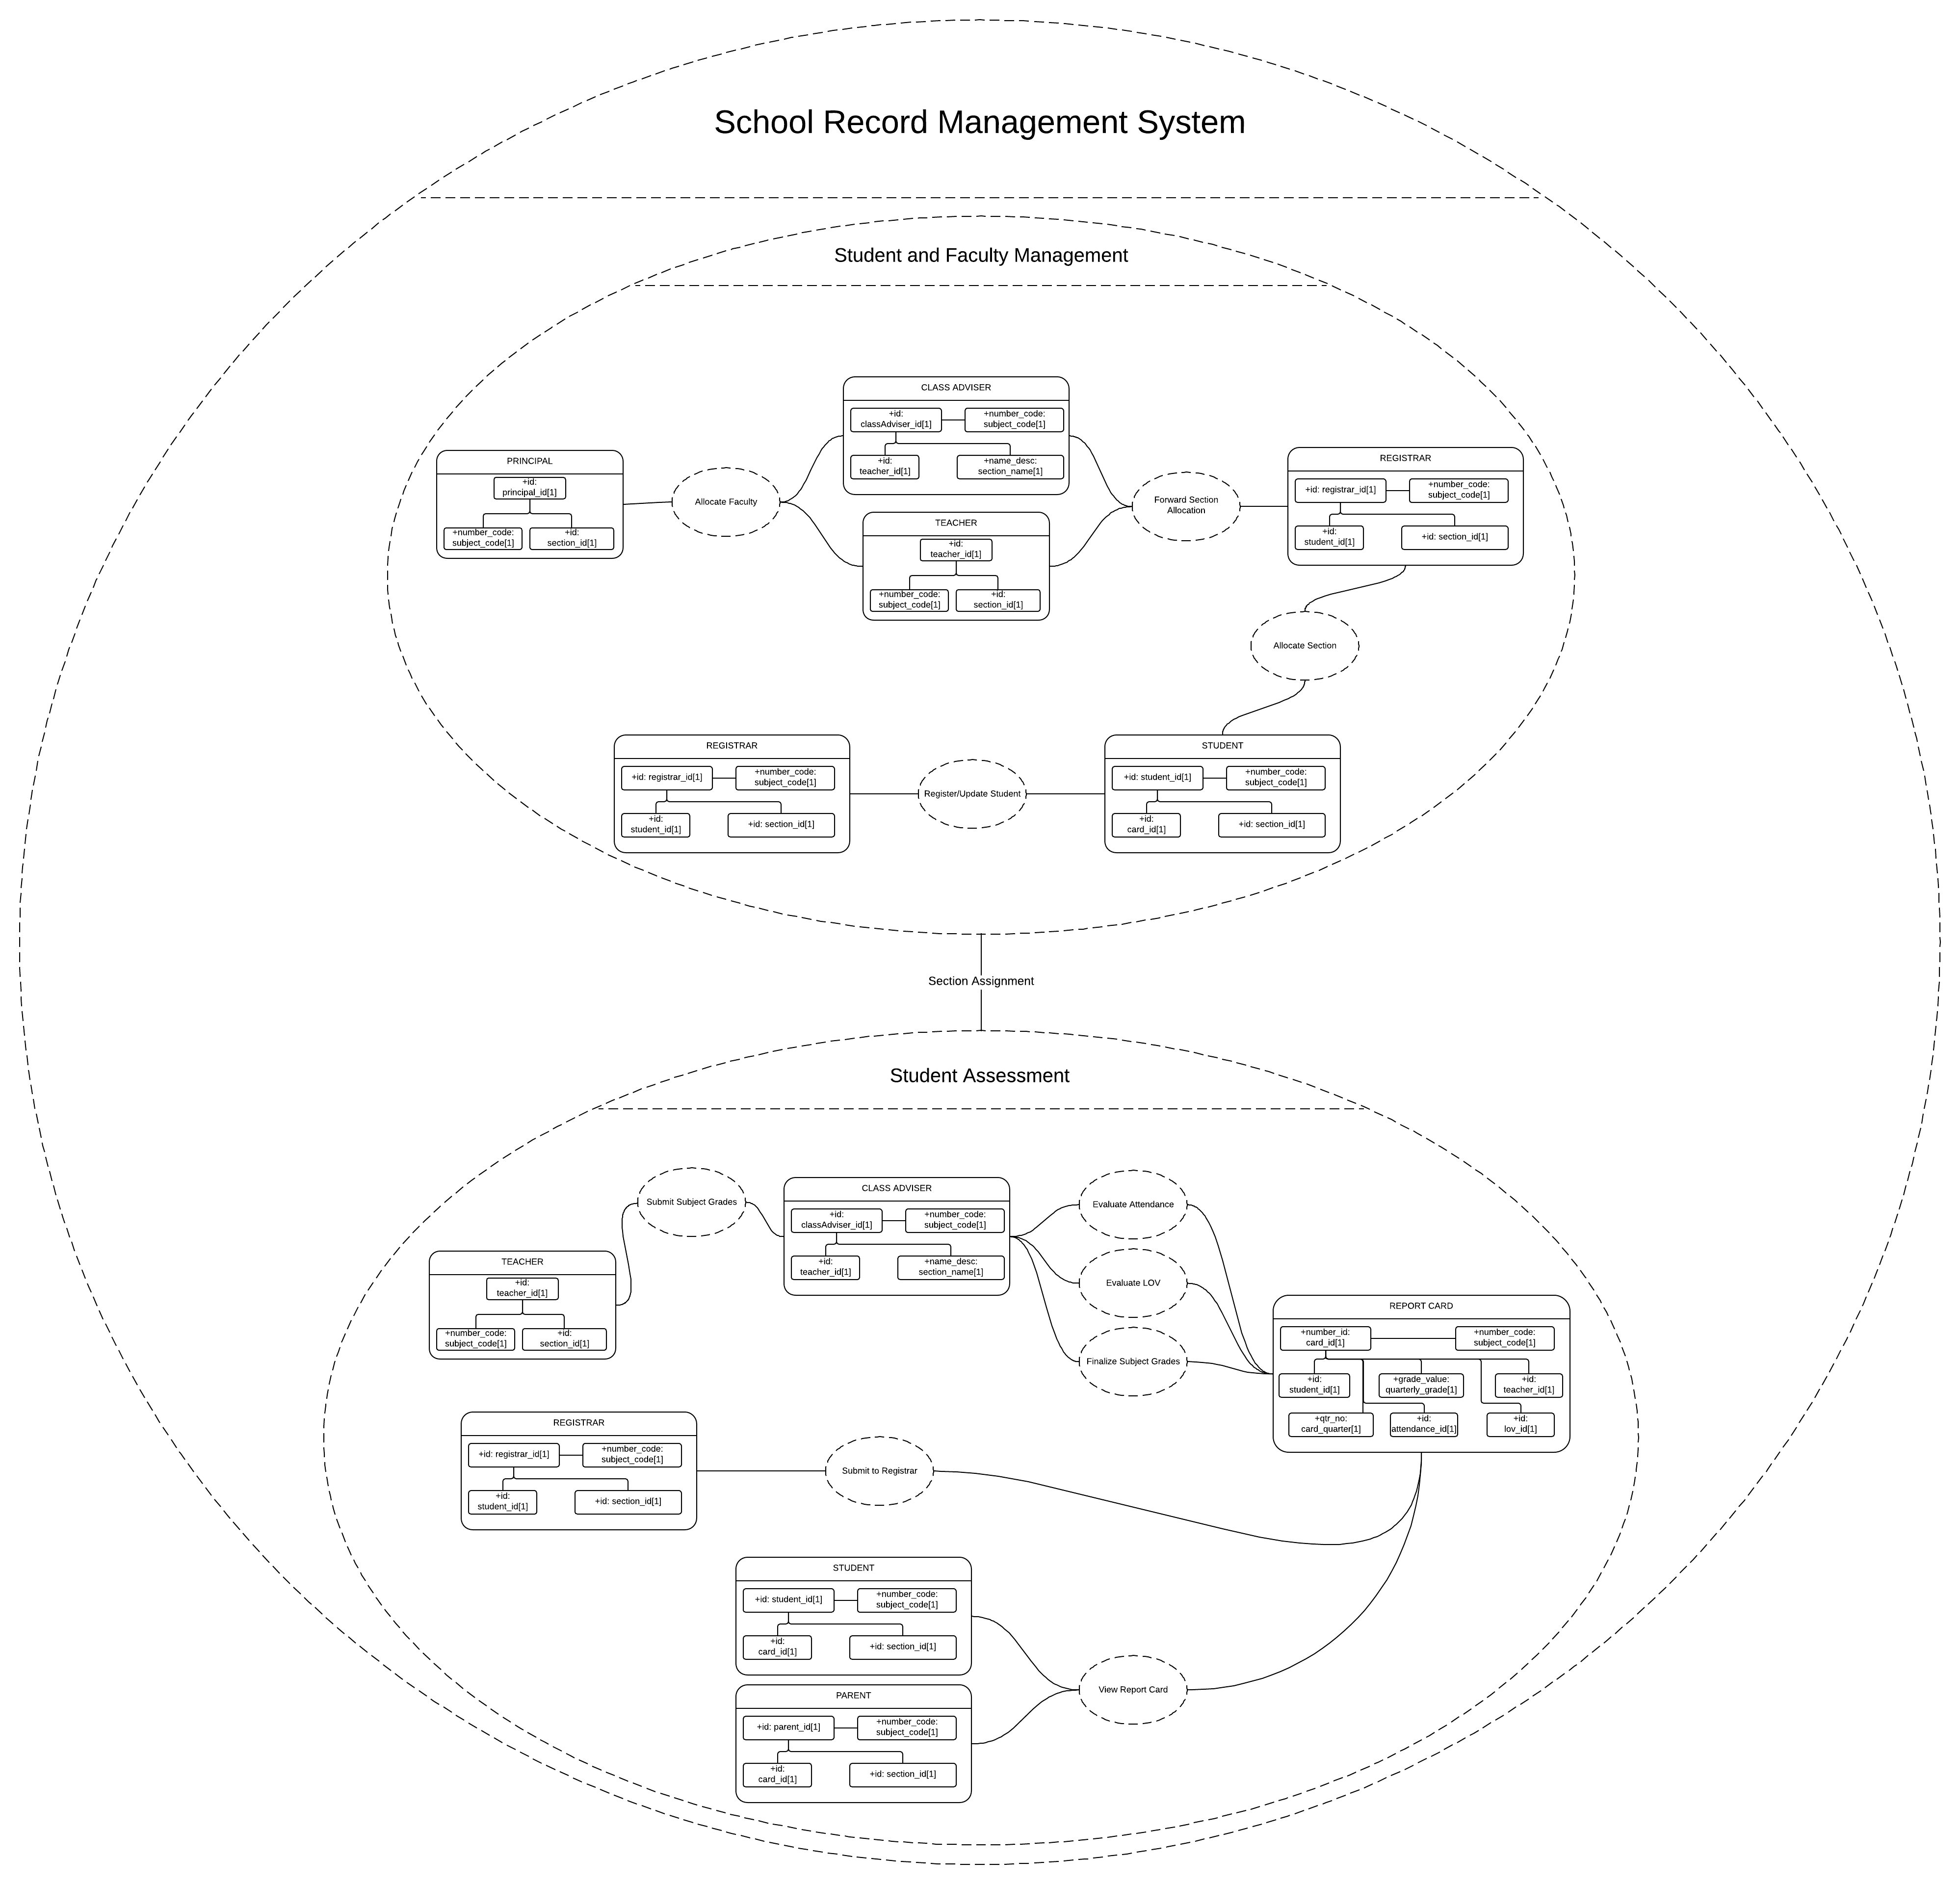 School Record Management System
Student and Faculty Management
CLASS ADVISER
+id:
classAdviser_id[1]
+number_code:
subject_code[1]
+id:
teacher_id[1]
+name_desc:
section_name[1]
PRINCIPAL
+id:
principal_id[1]
+number_code:
subject_code[1]
+id:
section_id[1]
Allocate Faculty
TEACHER
+id:
teacher_id[1]
+number_code:
subject_code[1]
+id:
section_id[1]
Forward Section
Allocation
REGISTRAR
+id: registrar_id[1]
+number_code:
subject_code[1]
+id:
student_id[1]
+id: section_id[1]
Allocate Section
REGISTRAR
+id: registrar_id[1]
+number_code:
subject_code[1]
+id:
student_id[1]
+id: section_id[1]
Register/Update Student
STUDENT
+id: student_id[1]
+number_code:
subject_code[1]
+id:
card_id[1]
+id: section_id[1]
Section Assignment
Student Assessment
Submit Subject Grades
CLASS ADVISER
+id:
classAdviser_id[1]
+number_code:
subject_code[1]
+id:
teacher_id[1]
+name_desc:
section_name[1]
Evaluate Attendance
Evaluate LOV
Finalize Subject Grades
TEACHER
+id:
teacher_id[1]
+number_code:
subject_code[1]
+id:
section_id[1]
REPORT CARD
+number_id:
card_id[1]
+number_code:
subject_code[1]
+id:
student_id[1]
+grade_value:
quarterly_grade[1]
+id:
teacher_id[1]
+qtr_no:
card_quarter[1]
+id:
attendance_id[1]
+id:
lov_id[1]
REGISTRAR
+id: registrar_id[1]
+number_code:
subject_code[1]
+id:
student_id[1]
+id: section_id[1]
Submit to Registrar
STUDENT
+id: student_id[1]
+number_code:
subject_code[1]
+id:
card_id[1]
+id: section_id[1]
View Report Card
PARENT
+id: parent_id[1]
+number_code:
subject_code[1]
+id:
card_id[1]
+id: section_id[1]